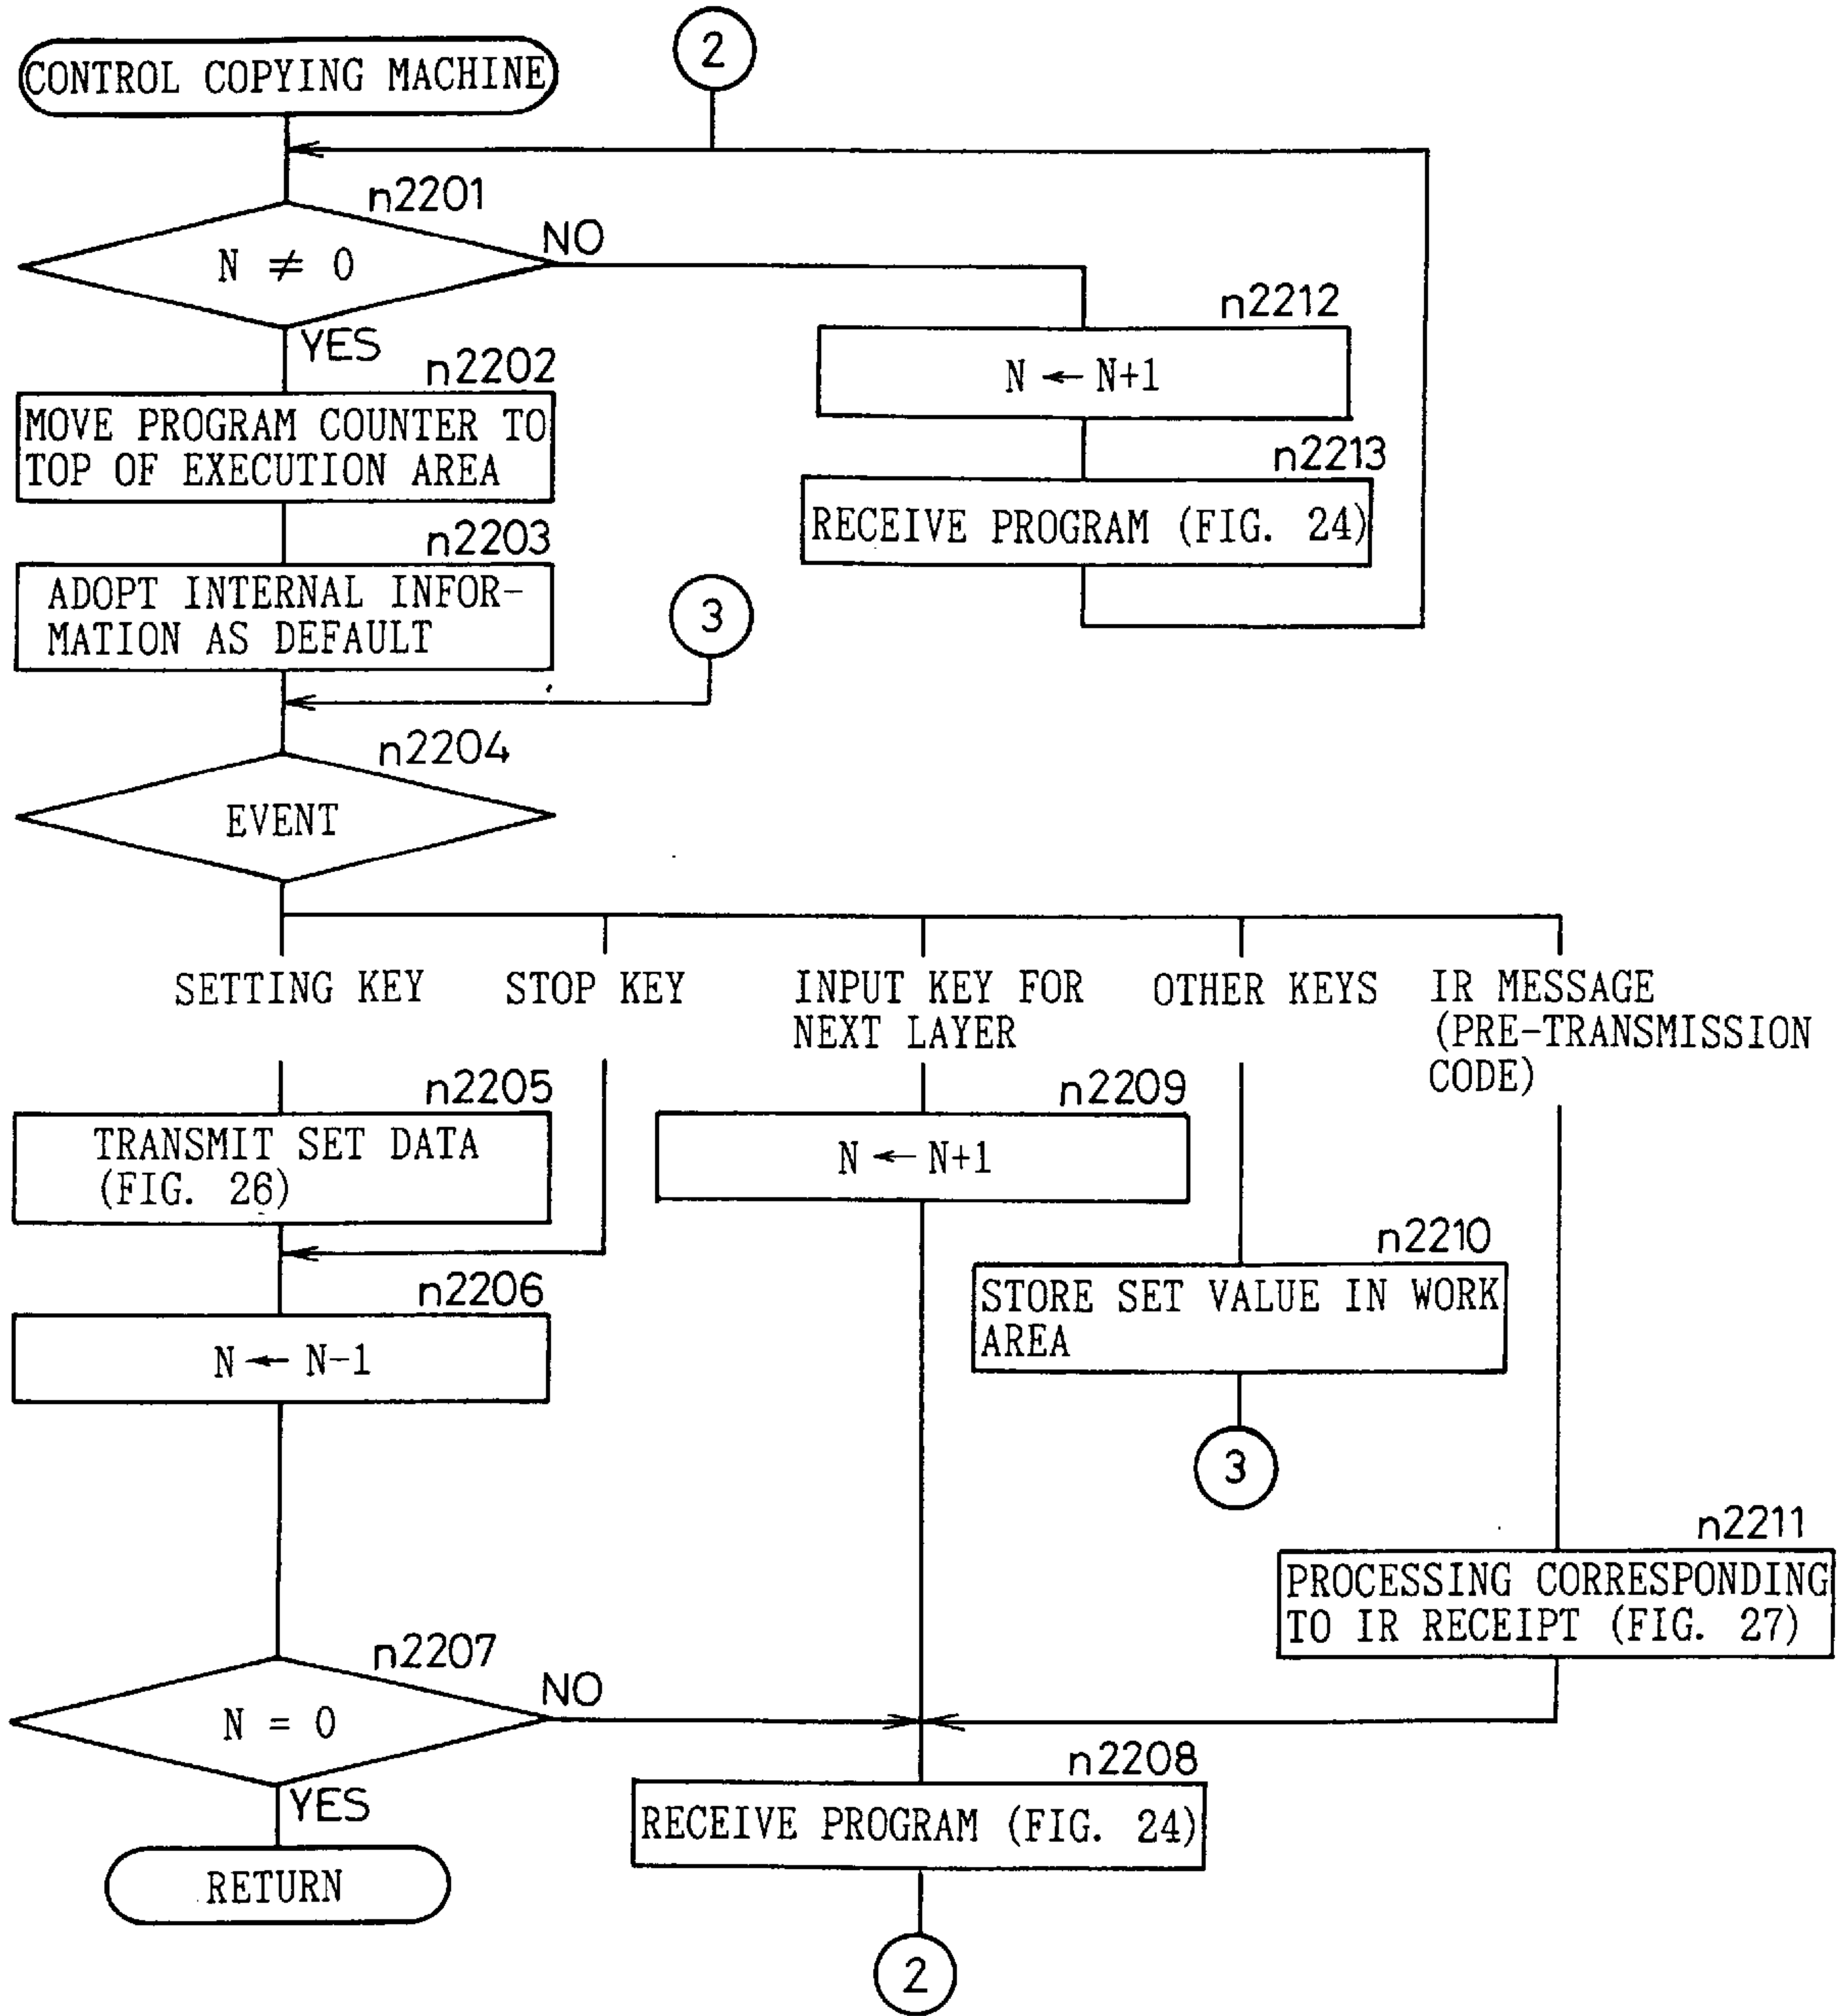 CONTROL COPYING MACHINE
2
n2201
N ≠ 0
NO
YES
n2212
N ← N+1
n2202
MOVE PROGRAM COUNTER TO
TOP OF EXECUTION AREA
n2213
RECEIVE PROGRAM (FIG. 24)
n2203
ADOPT INTERNAL INFOR-
MATION AS DEFAULT
3
n2204
EVENT
SETTING KEY
STOP KEY
INPUT KEY FOR
NEXT LAYER
OTHER KEYS
IR MESSAGE
(PRE-TRANSMISSION
CODE)
n2205
TRANSMIT SET DATA
(FIG. 26)
n2209
N ← N+1
n2210
STORE SET VALUE IN WORK
AREA
3
n2206
N ← N-1
n2211
PROCESSING CORRESPONDING
TO IR RECEIPT (FIG. 27)
n2207
N = 0
NO
YES
n2208
RECEIVE PROGRAM (FIG. 24)
RETURN
2